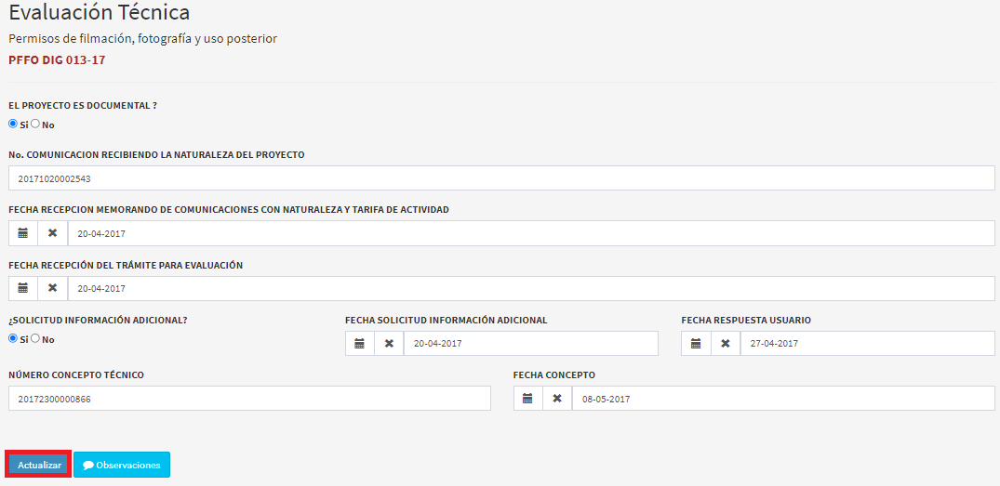 Evaluación Técnica
Permisos de filmación, fotografía y uso posterior
PFFO DIG 013-17
EL PROYECTO ES DOCUMENTAL ?
Si No
No. COMUNICACION RECIBIENDO LA NATURALEZA DEL PROYECTO
20171020002543
FECHA RECEPCION MEMORANDO DE COMUNICACIONES CON NATURALEZA Y TARIFA DE ACTIVIDAD
20-04-2017
FECHA RECEPCIÓN DEL TRÁMITE PARA EVALUACIÓN
20-04-2017
¿SOLICITUD INFORMACIÓN ADICIONAL? FECHA SOLICITUD INFORMACIÓN ADICIONAL FECHA RESPUESTA USUARIO
Si No 20-04-2017 27-04-2017
NÚMERO CONCEPTO TÉCNICO FECHA CONCEPTO
20172300000866 08-05-2017
Actualizar Observaciones